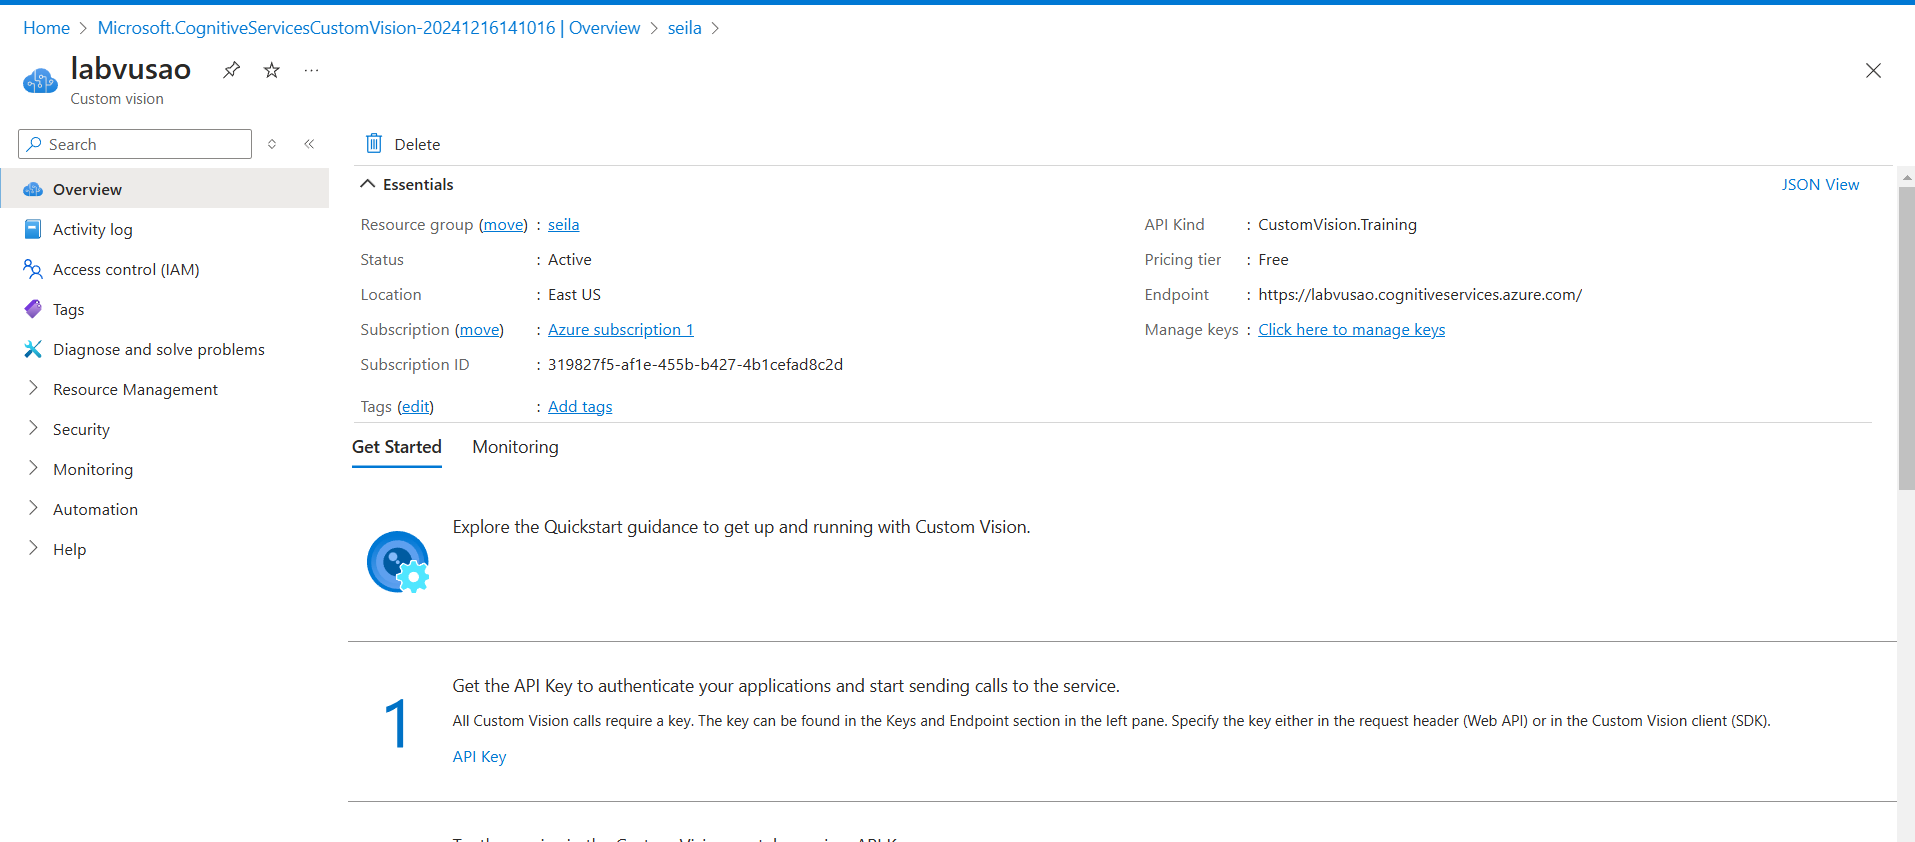 Home > Microsoft.CognitiveServicesCustomVision-20241216141016 | Overview > seila >
labvusao
Custom vision
Search
Delete
Overview
Activity log
Access control (IAM)
Tags
Diagnose and solve problems
Resource Management
Security
Monitoring
Automation
Help
Essentials
JSON View
Resource group (move) : seila
Status : Active
Location : East US
Subscription (move) : Azure subscription 1
Subscription ID : 319827f5-af1e-455b-b427-4b1cefad8c2d
Tags (edit) : Add tags
API Kind : CustomVision.Training
Pricing tier : Free
Endpoint : https://labvusao.cognitiveservices.azure.com/
Manage keys : Click here to manage keys
Get Started Monitoring
Explore the Quickstart guidance to get up and running with Custom Vision.
1
Get the API Key to authenticate your applications and start sending calls to the service.
All Custom Vision calls require a key. The key can be found in the Keys and Endpoint section in the left pane. Specify the key either in the request header (Web API) or in the Custom Vision client (SDK).
API Key